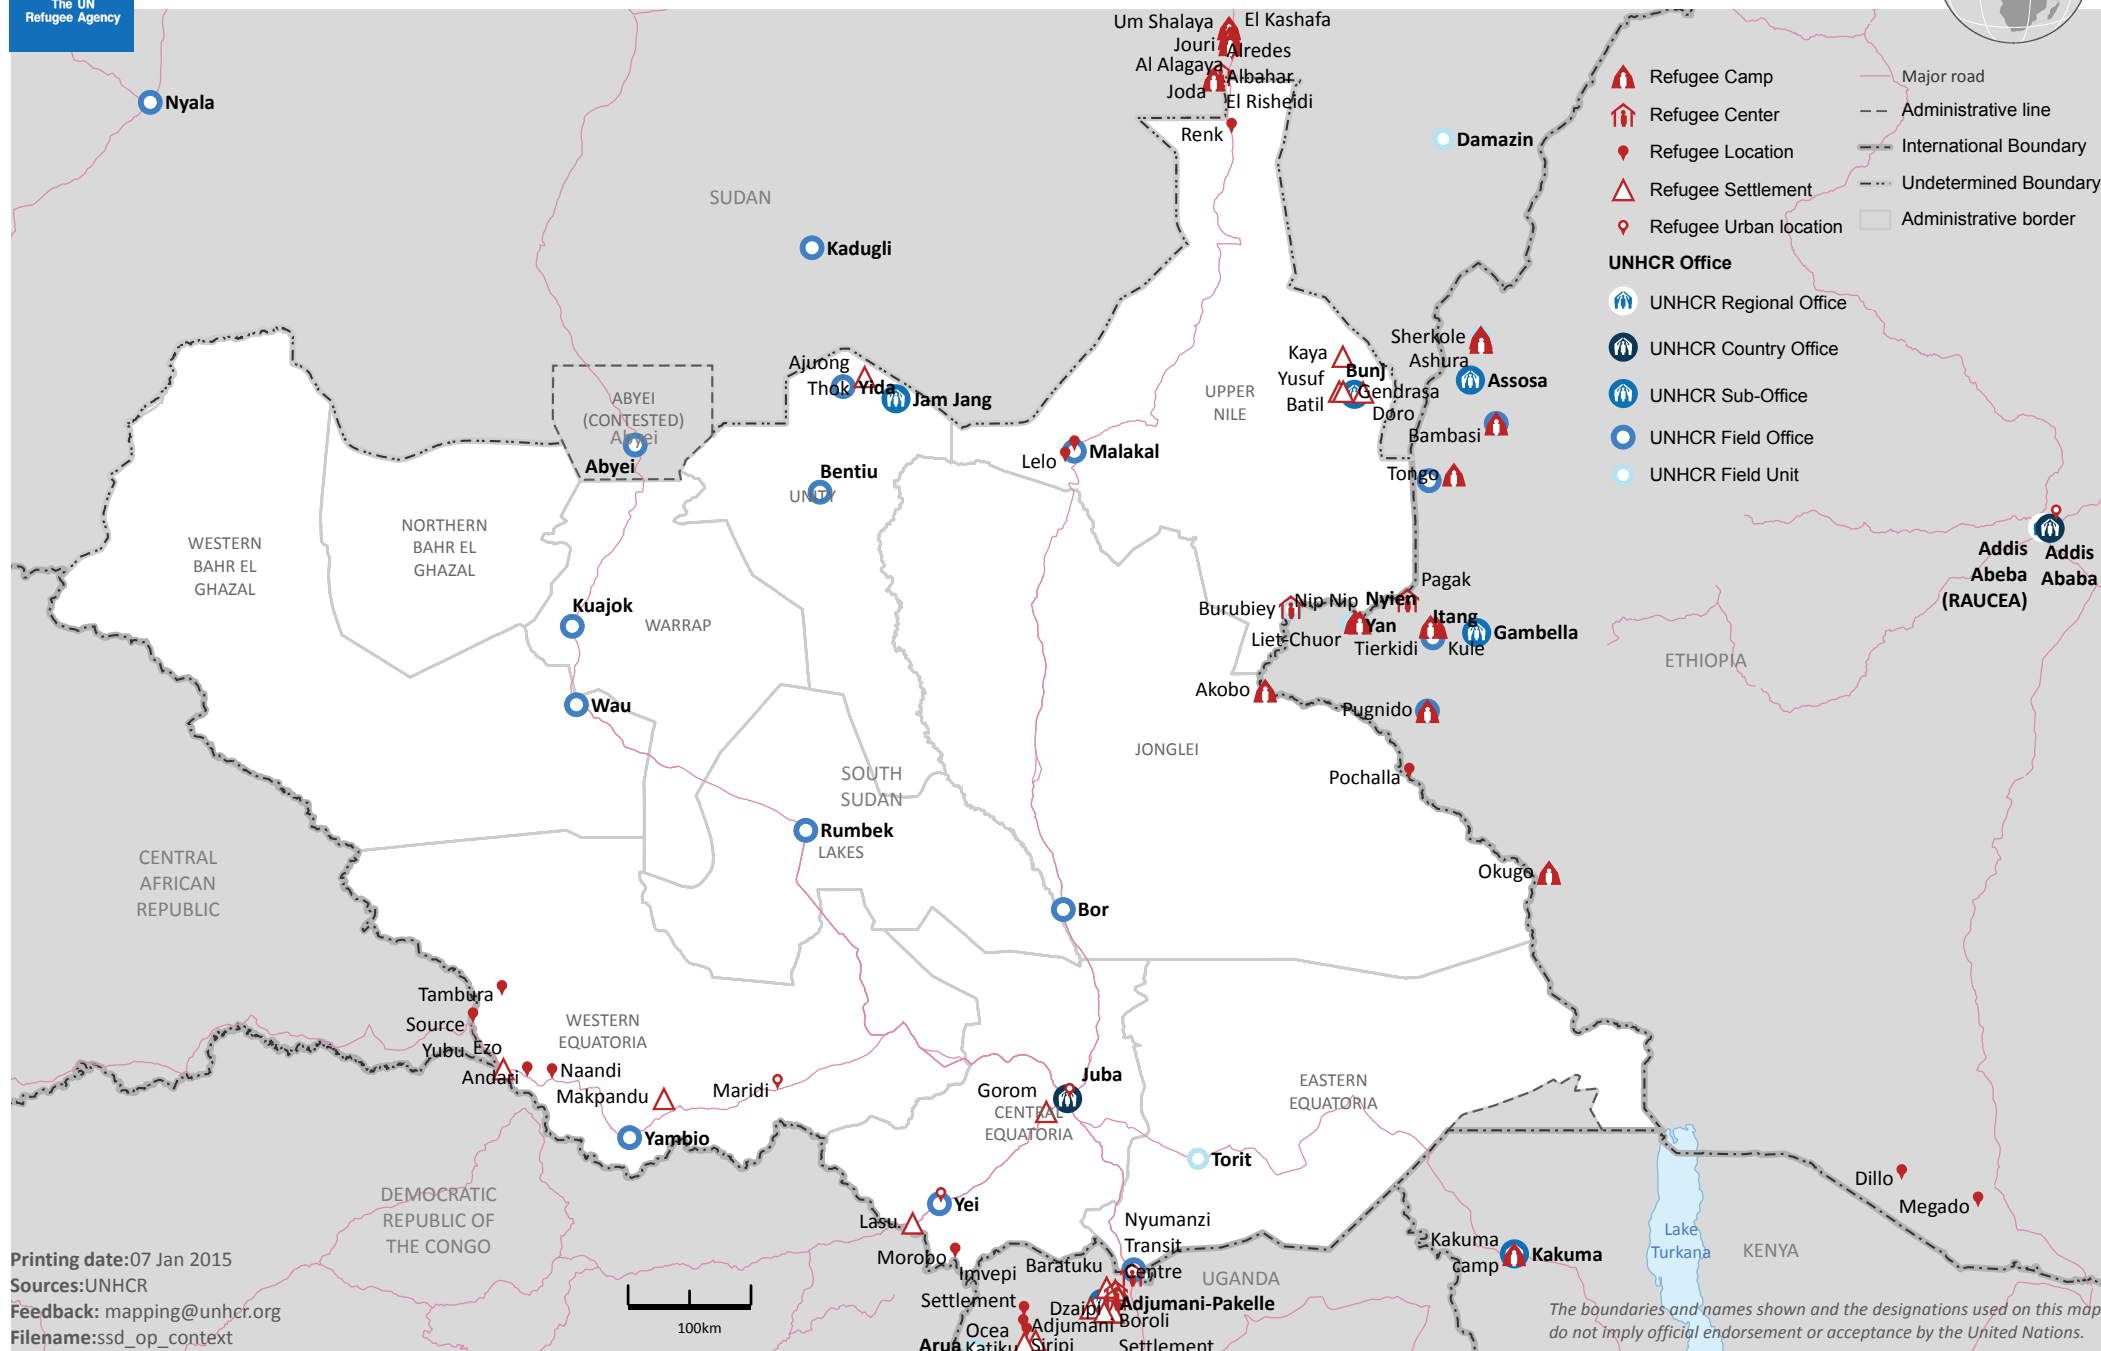 The UN
Refugee Agency
Um Shalaya
El Kashafa
Jouri
Alredes
Al Alagaya
Albahar
Joda
El Risheidi
Renk
Nyala
Damazin
SUDAN
Kadugli
Refugee Camp
Refugee Center
Refugee Location
Refugee Settlement
Refugee Urban location
Major road
Administrative line
International Boundary
Undetermined Boundary
Administrative border
UNHCR Office
UNHCR Regional Office
UNHCR Country Office
UNHCR Sub-Office
UNHCR Field Office
UNHCR Field Unit
Ajuong
Thok
Yida
Jam Jang
ABYEI
(CONTESTED)
Abyei
Abyei
Bentiu
UNITY
UPPER
NILE
Kaya
Yusuf
Batil
Bunj
Gendrasa
Doro
Sherkole
Ashura
Assosa
Bambasi
Tongo
Lelo
Malakal
WESTERN
BAHR EL
GHAZAL
NORTHERN
BAHR EL
GHAZAL
Kuajok
WARRAP
Wau
Addis
Abeba
(RAUCEA)
Addis
Ababa
Pagak
Burubiey
Nip Nip
Nyien
Yan
Liet-Chuor
Itang
Tierkidi
Kule
Gambella
Akobo
Pugnido
ETHIOPIA
JONGLEI
Pochalla
SOUTH
SUDAN
Rumbek
LAKES
CENTRAL
AFRICAN
REPUBLIC
Okugo
Bor
Tambura
Source
Yubu
Ezo
Andari
Naandi
Makpandu
WESTERN
EQUATORIA
Maridi
Yambio
Gorom
Juba
CENTRAL
EQUATORIA
EASTERN
EQUATORIA
Torit
Yei
Lasu
Morobo
DEMOCRATIC
REPUBLIC OF
THE CONGO
Nyumanzi
Transit
Centre
Baratuku
Imvepi
Settlement
Dzaipi
Adjumani-Pakelle
Adjumani
Boroli
Settlement
Ocea
Siripi
Arua
Katiku
UGANDA
Kakuma
camp
Kakuma
Lake
Turkana
KENYA
Dillo
Megado
Printing date:07 Jan 2015
Sources:UNHCR
Feedback: mapping@unhcr.org
Filename:ssd_op_context
100km
The boundaries and names shown and the designations used on this map
do not imply official endorsement or acceptance by the United Nations.